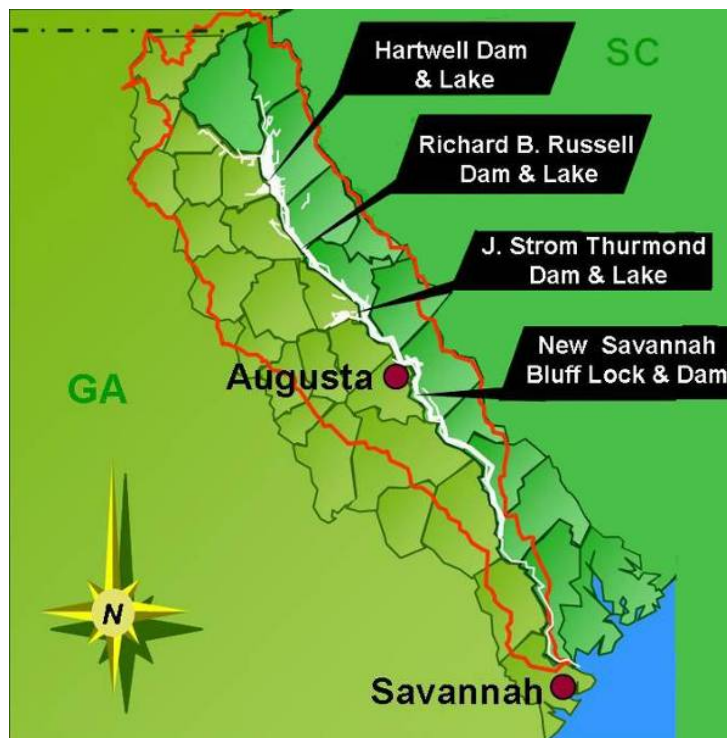 Hartwell Dam
& Lake
SC
Richard B. Russell
Dam & Lake
J. Strom Thurmond
Dam & Lake
New Savannah
Bluff Lock & Dam
GA
Augusta
N
Savannah